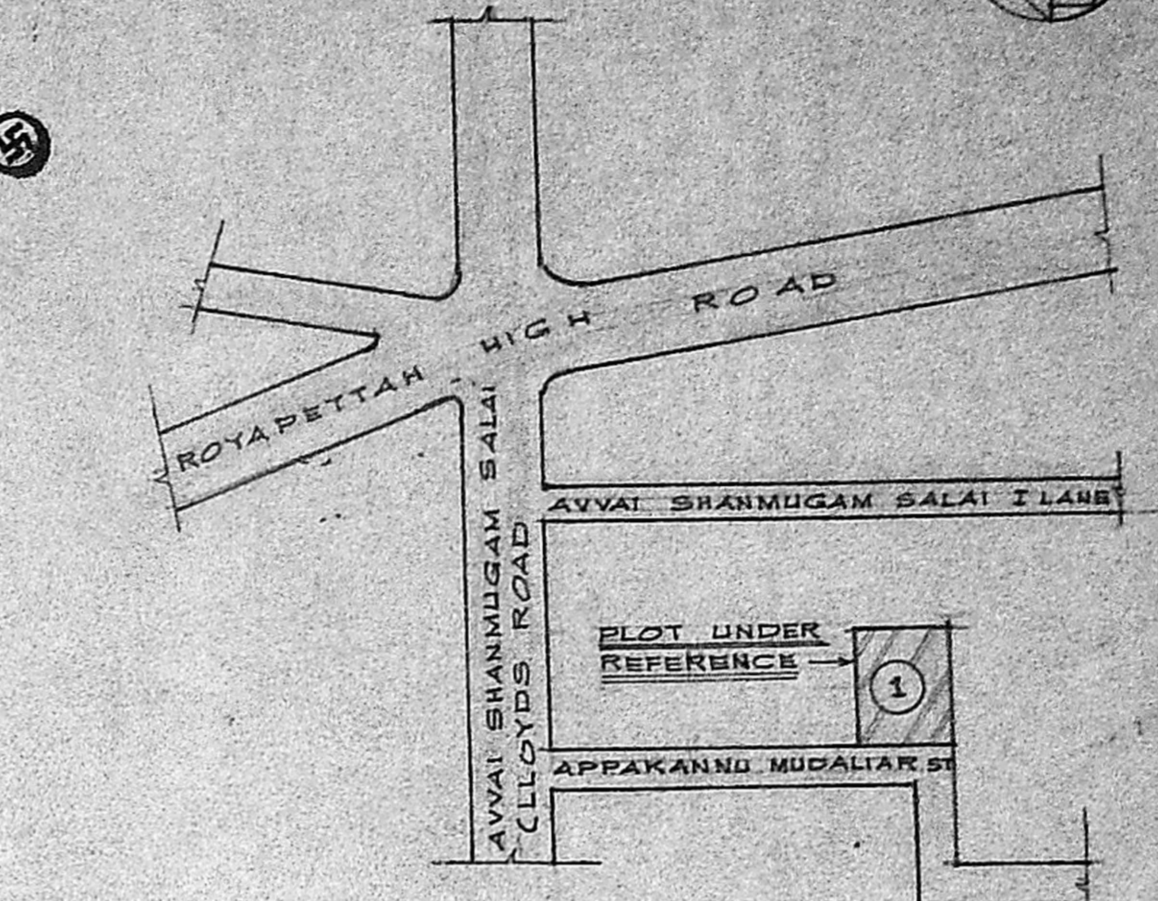 ROYAPETTAH HIGH ROAD
AVVAI SHANMUGAM SALAI
(LLOYDS ROAD
AVVAI SHANMUGAM SALAI I LANE
PLOT UNDER
REFERENCE
1
APPAKANNU MUDALIAR ST